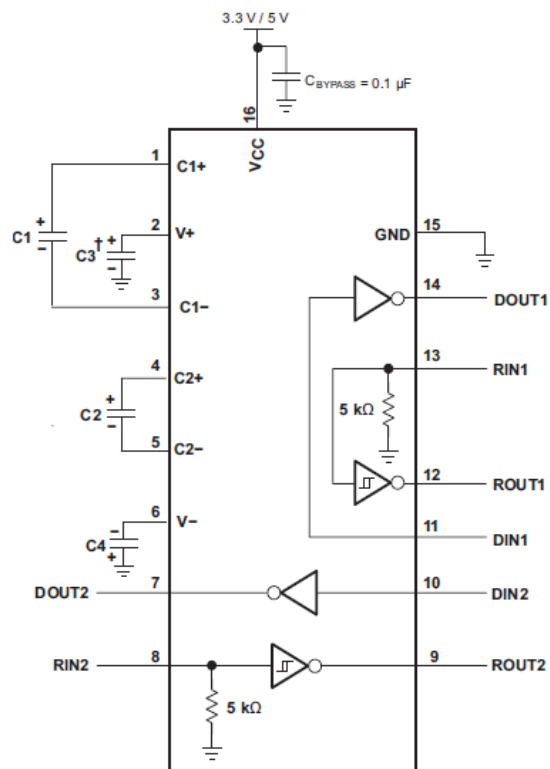 3.3 V / 5 V
CBYPASS = 0.1 µF
16
VCC
1
C1+
C1
+
−
2
V+
C3†
+
−
3
C1−
4
C2+
C2
+
−
5
C2−
6
V−
C4
−
+
15
GND
14
DOUT1
13
RIN1
5 kΩ
12
ROUT1
11
DIN1
DOUT2
7
10
DIN2
RIN2
8
9
ROUT2
5 kΩ